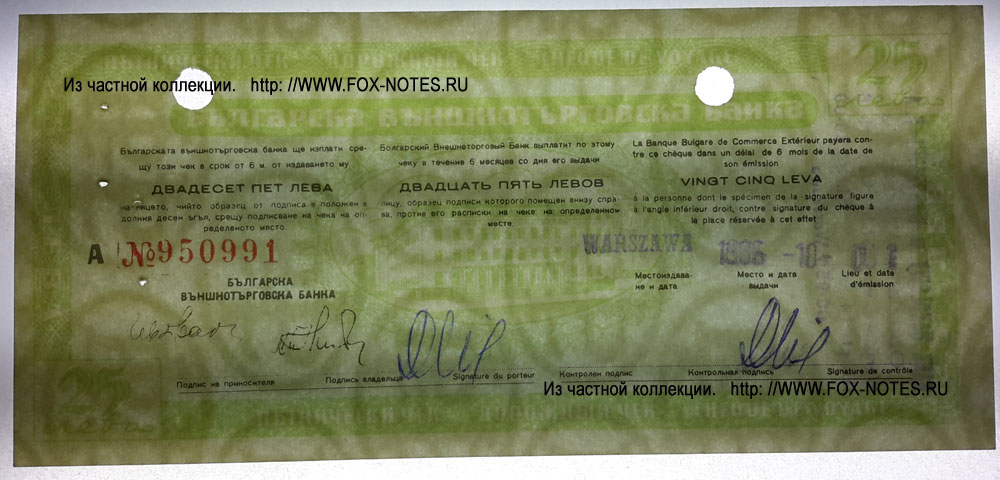 25
Из частной коллекции. http: //WWW.FOX-NOTES.RU
БЪЛГАРСКА ВЪНШНОТЪРГОВСКА БАНКА
Българската външнотърговска банка ще изплати сре-
щу този чек в срок от 6 м. от издаването му
ДВАДЕСЕТ ПЕТ ЛЕВА
на лицето, чийто образец от подписа е положен в
долния десен ъгъл, срещу подписване на чека на оп-
ределеното място.
Болгарский Внешнеторговый Банк выплатит по этому
чеку в течение 6 месяцев со дня его выдачи
ДВАДЦАТЬ ПЯТЬ ЛЕВОВ
лицу, образец подписи которого помещен внизу спра-
ва, против его расписки на чеке на определенном
месте.
La Banque Bulgare de Commerce Extérieur payera con-
tre ce chèque dans un délai de 6 mois de la date de
son émission
VINGT CINQ LEVA
à la personne dont le spécimen de la signature figure
à l'angle inférieur droit, contre signature du chèque à
la place réservée à cet effet
А №950991
WARSZAWA
БЪЛГАРСКА
ВЪНШНОТЪРГОВСКА БАНКА
Местоиздава-
не и дата
Место и дата
выдачи
Lieu et date
d'émission
Подпис на приносителя Подпись владельца Signature du porteur Контролен подпис Контрольная подпись Signature de contrôle
Из частной коллекции. http: //WWW.FOX-NOTES.RU
25